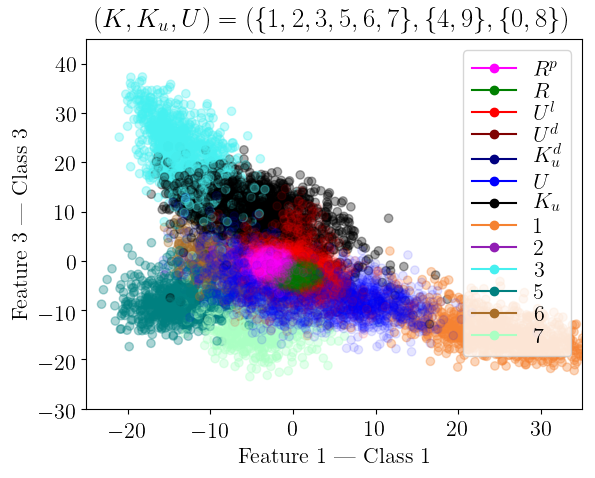 (K, K_u, U) = ({1, 2, 3, 5, 6, 7}, {4, 9}, {0, 8})
40
30
20
10
0
−10
−20
−30
Feature 3 — Class 3
R^p
R
U^l
U^d
K_u^d
U
K_u
1
2
3
5
6
7
−20 −10 0 10 20 30
Feature 1 — Class 1